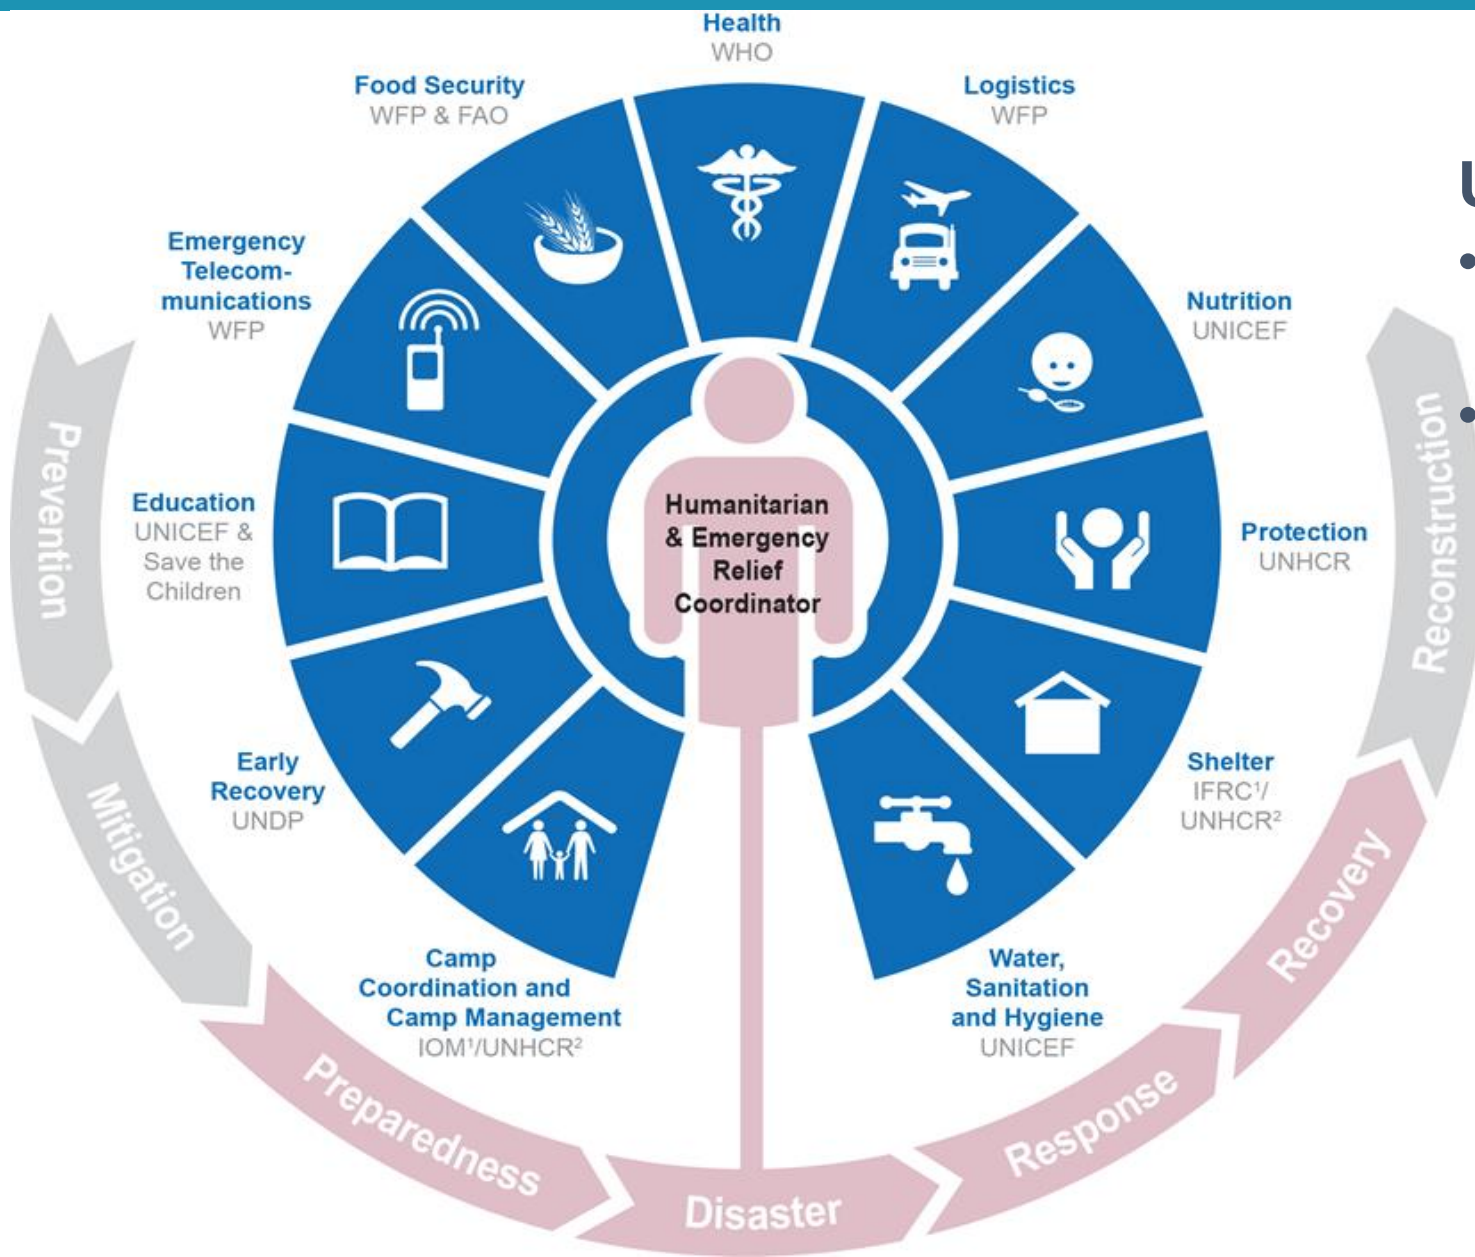 Health
WHO
Logistics
WFP
Nutrition
UNICEF
Protection
UNHCR
Shelter
IFRC¹/
UNHCR²
Water,
Sanitation
and Hygiene
UNICEF
Camp
Coordination and
Camp Management
IOM¹/UNHCR²
Early
Recovery
UNDP
Education
UNICEF &
Save the
Children
Emergency
Telecom-
munications
WFP
Food Security
WFP & FAO
Humanitarian
& Emergency
Relief
Coordinator
Prevention
Mitigation
Preparedness
Disaster
Response
Recovery
Reconstruction